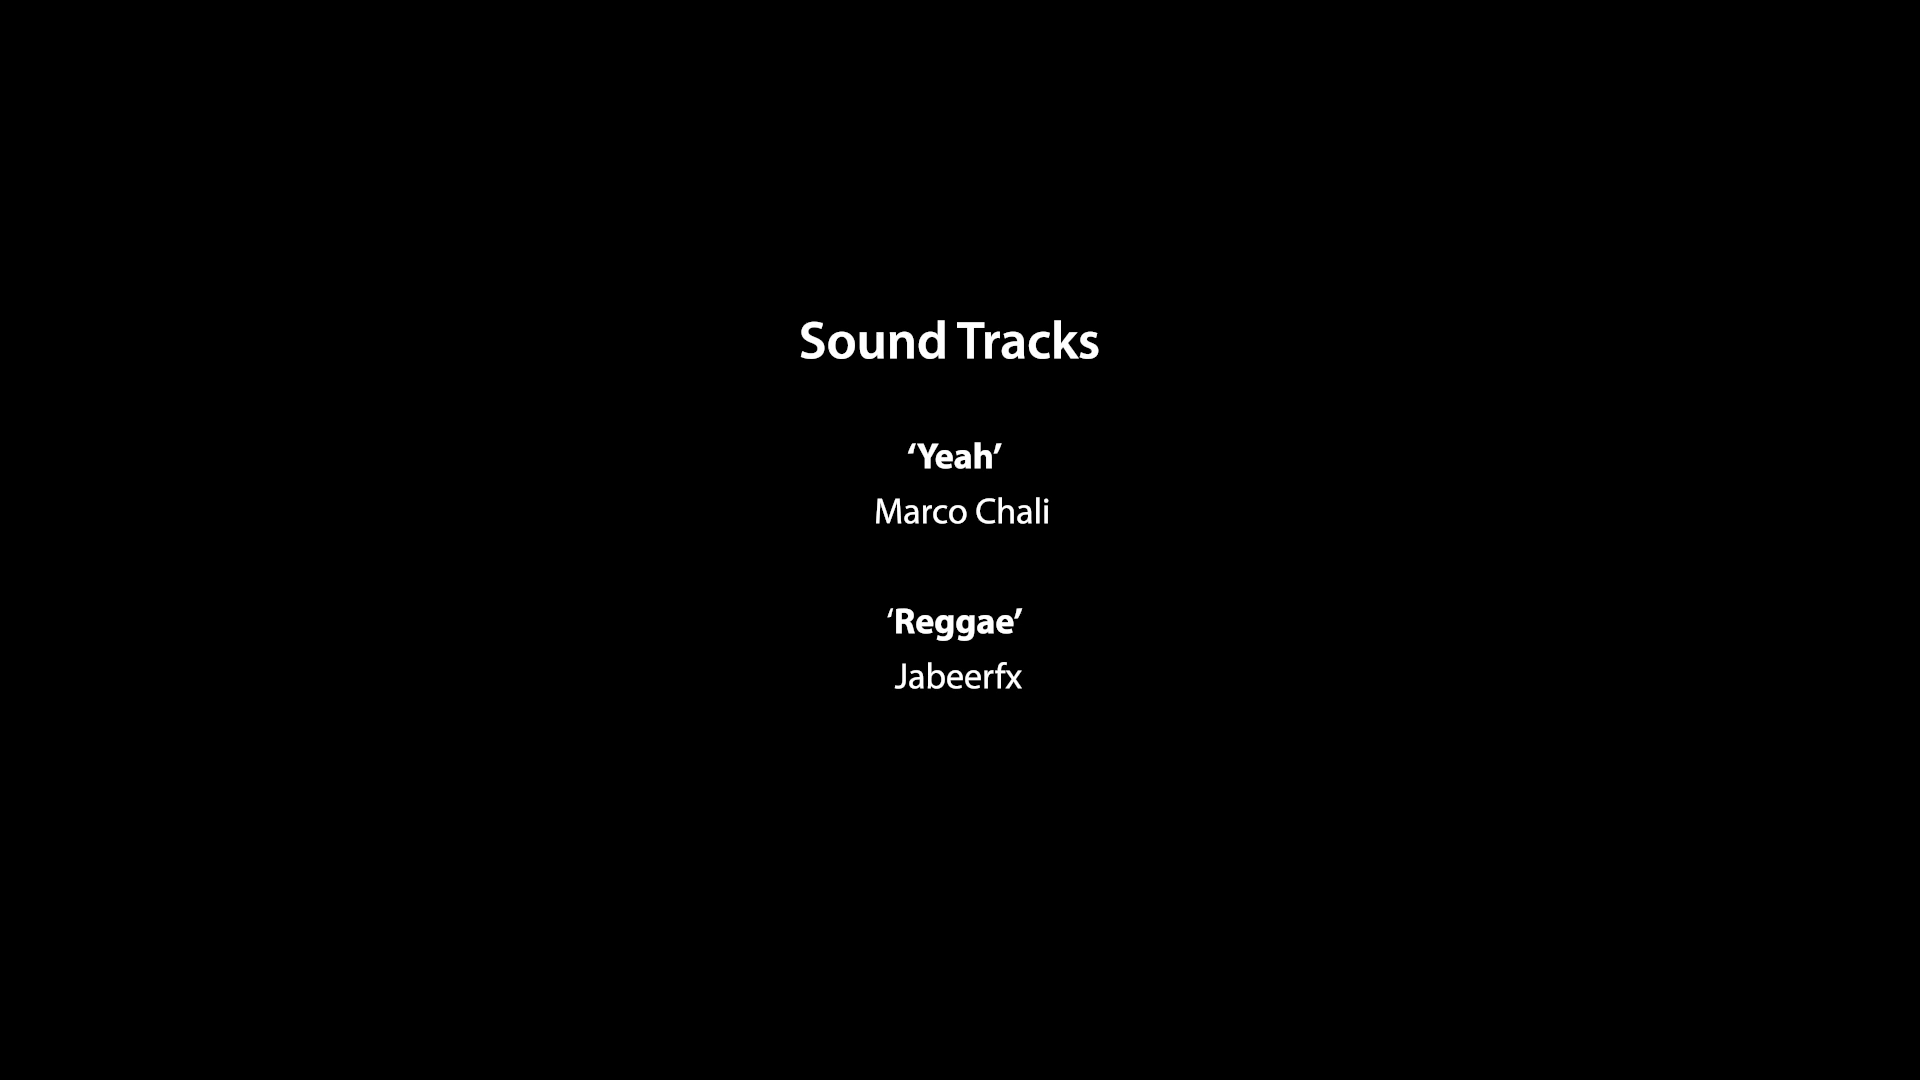 Sound Tracks
‘Yeah’
Marco Chali
‘Reggae’
Jabeerfx